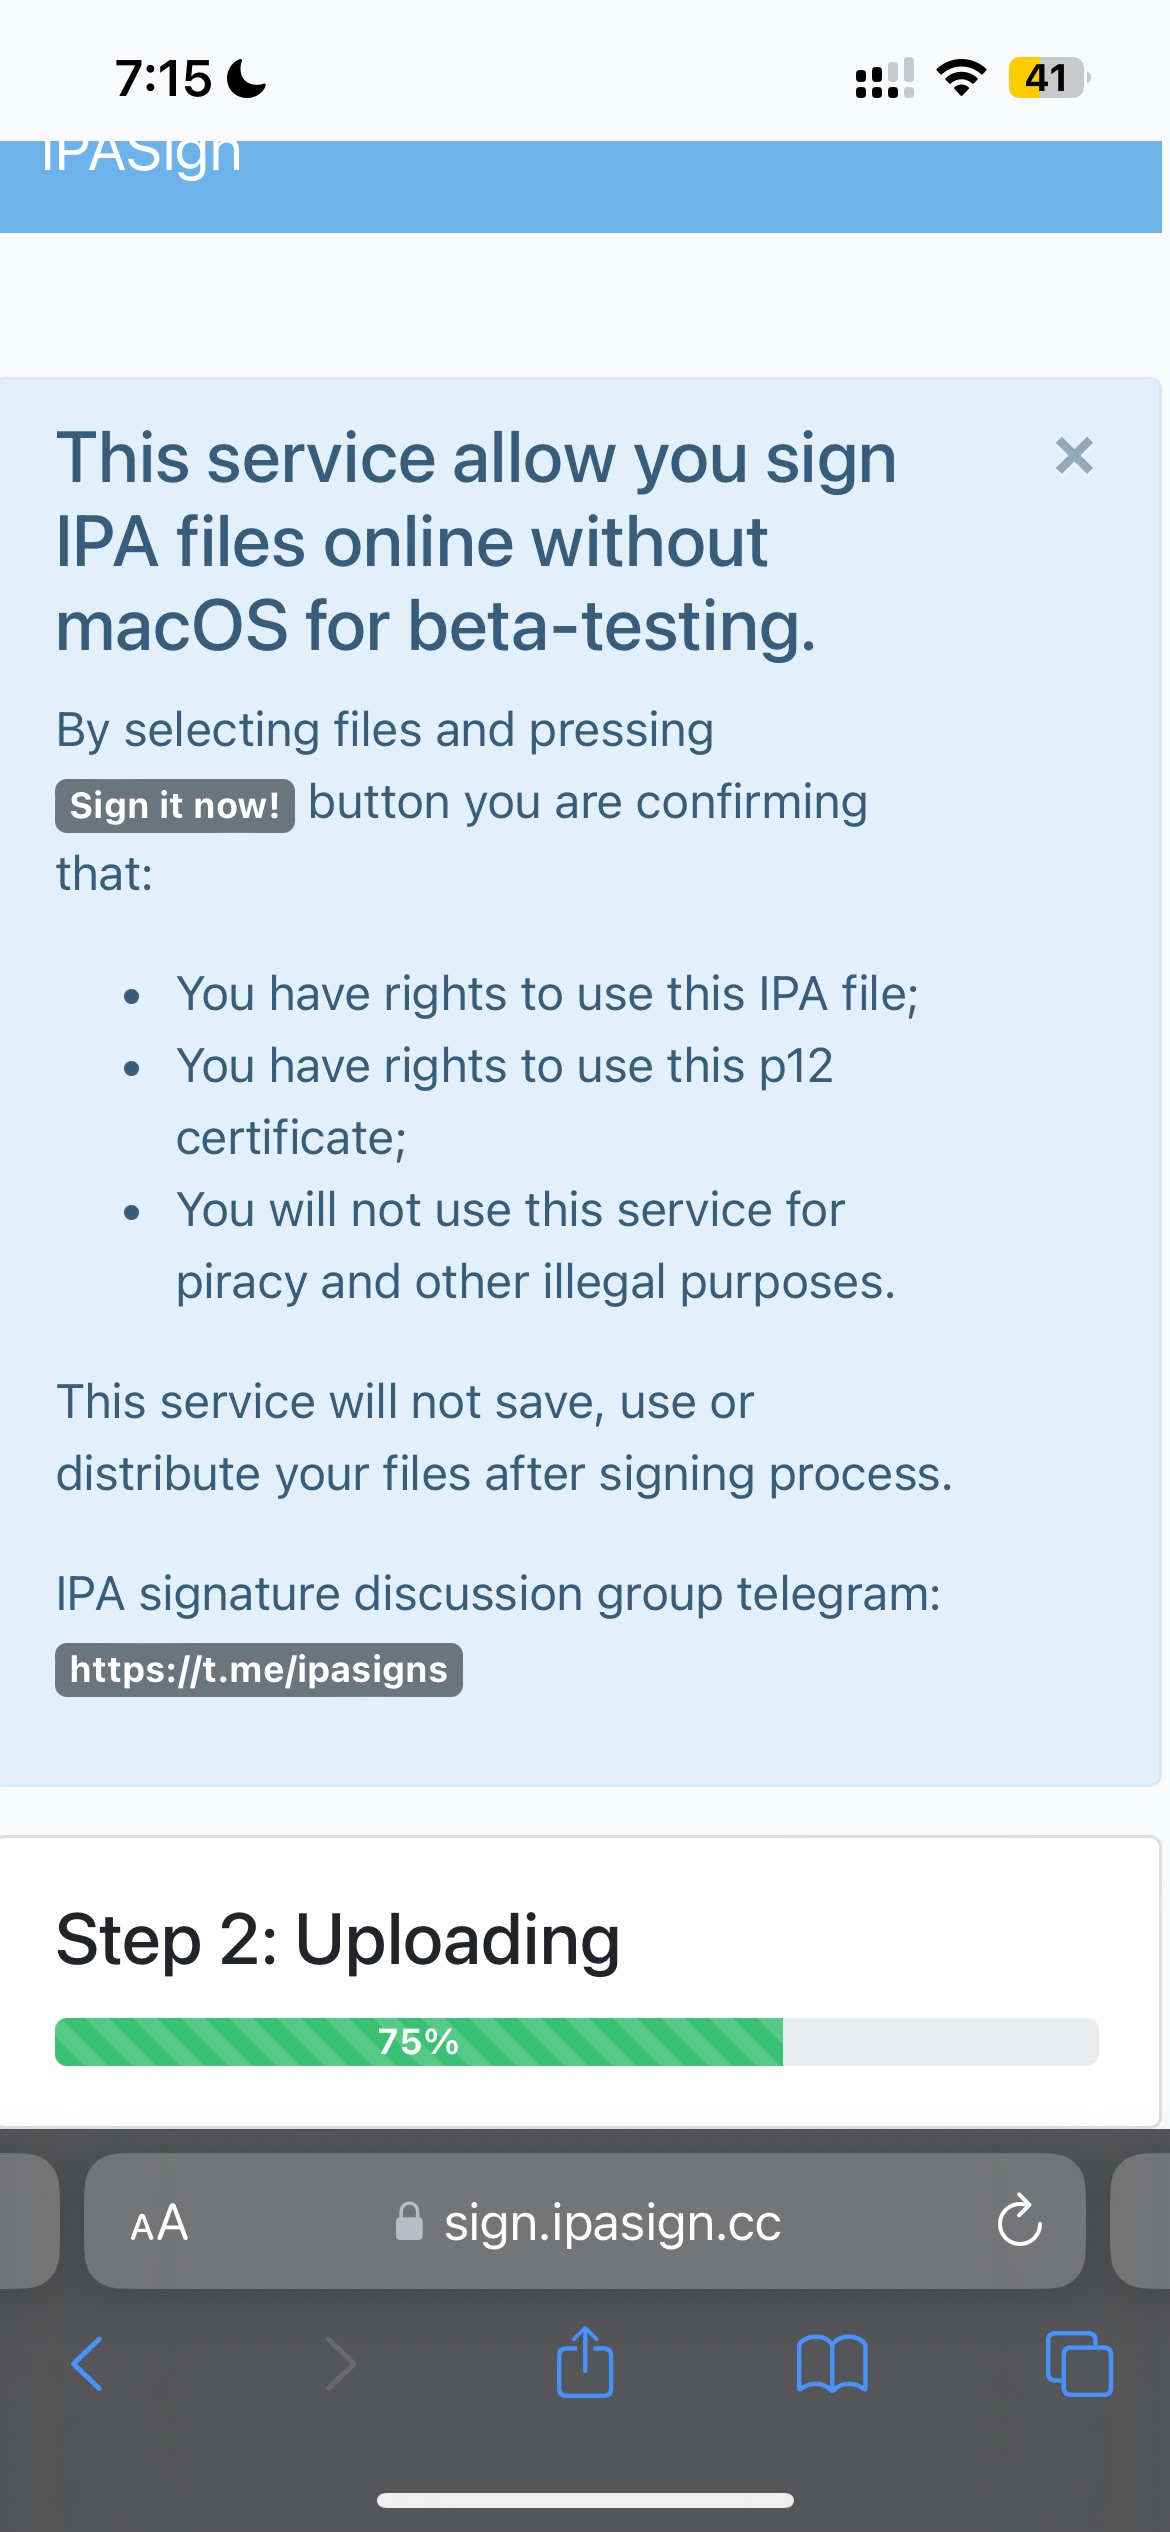 7:15
41
IPASign
This service allow you sign
IPA files online without
macOS for beta-testing.
×
By selecting files and pressing
Sign it now! button you are confirming
that:
• You have rights to use this IPA file;
• You have rights to use this p12
certificate;
• You will not use this service for
piracy and other illegal purposes.
This service will not save, use or
distribute your files after signing process.
IPA signature discussion group telegram:
https://t.me/ipasigns
Step 2: Uploading
75%
AA sign.ipasign.cc